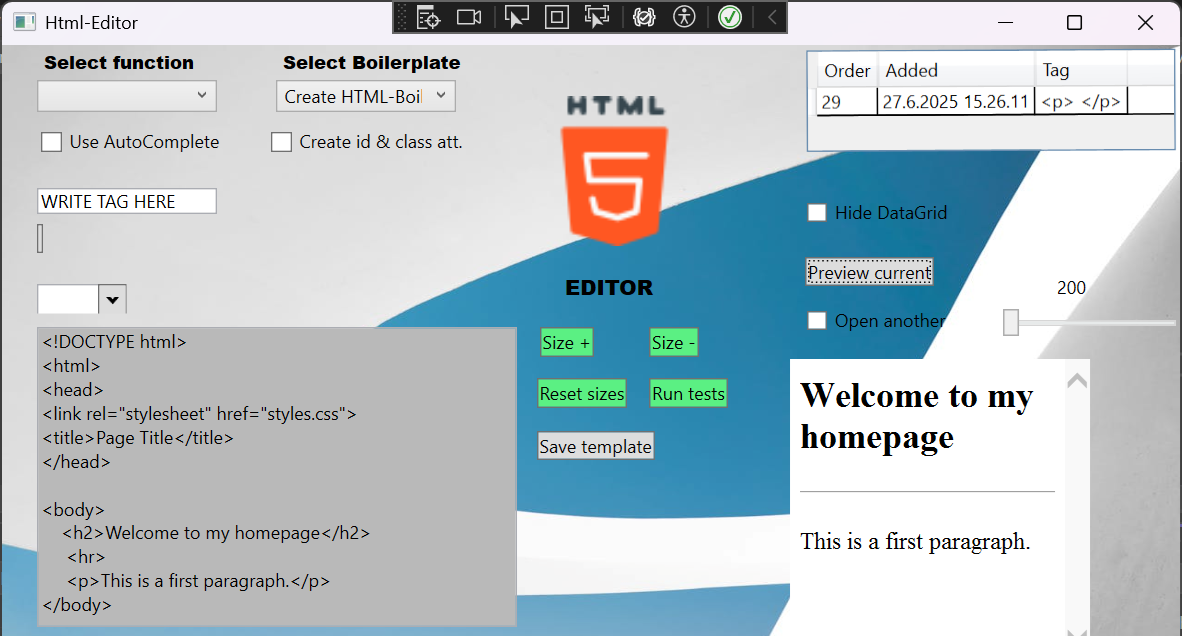 Html-Editor
Select function
Select Boilerplate
Create HTML-Boil
Use AutoComplete
Create id & class att.
WRITE TAG HERE
HTML
5
EDITOR
Size +
Size -
Reset sizes
Run tests
Save template
Order Added Tag
29 27.6.2025 15.26.11 <p> </p>
Hide DataGrid
Preview current
200
Open another
<!DOCTYPE html>
<html>
<head>
<link rel="stylesheet" href="styles.css">
<title>Page Title</title>
</head>
<body>
<h2>Welcome to my homepage</h2>
<hr>
<p>This is a first paragraph.</p>
</body>
Welcome to my
homepage
This is a first paragraph.